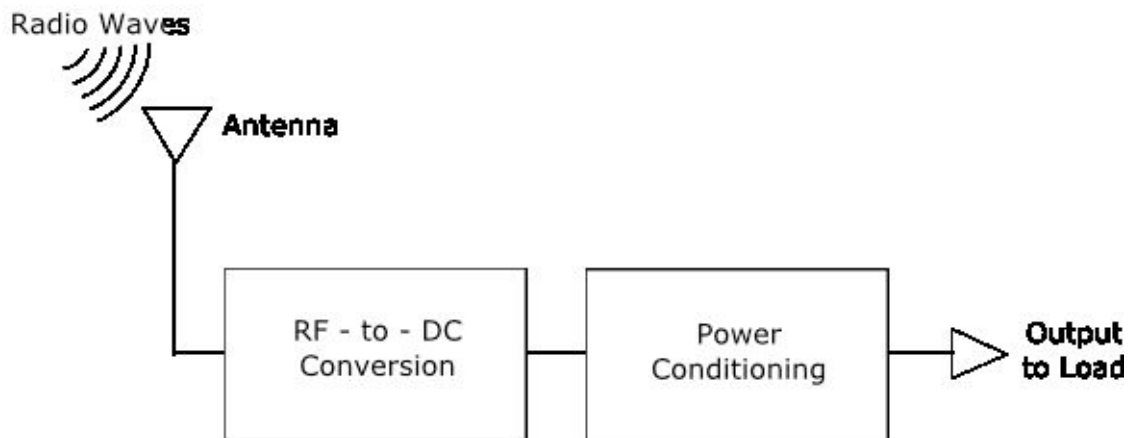 Radio Waves
Antenna
RF - to - DC
Conversion
Power
Conditioning
Output
to Load